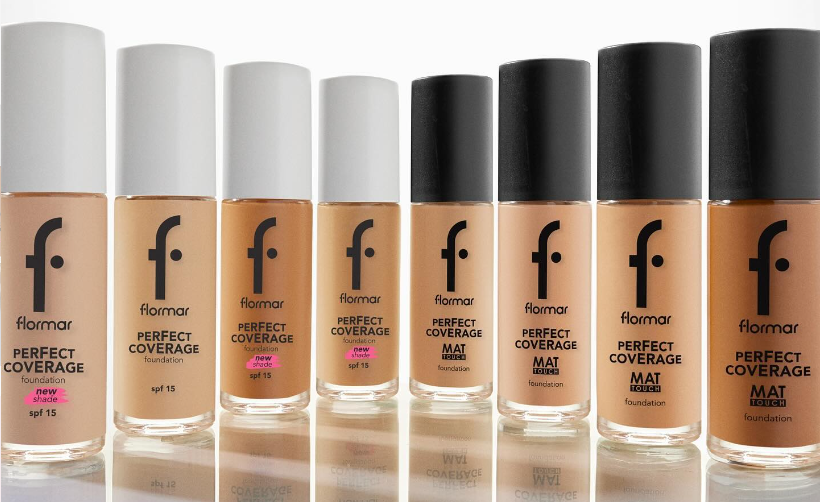 f
flormar
PERFECT
COVERAGE
foundation
new
shade
spf 15
f
flormar
PERFECT
COVERAGE
foundation
spf 15
f
flormar
PERFECT
COVERAGE
foundation
new
shade
spf 15
f
flormar
PERFECT
COVERAGE
foundation
new
shade
spf 15
f
flormar
PERFECT
COVERAGE
MAT
TOUCH
foundation
f
flormar
PERFECT
COVERAGE
MAT
TOUCH
foundation
f
flormar
PERFECT
COVERAGE
MAT
TOUCH
foundation
f
flormar
PERFECT
COVERAGE
MAT
TOUCH
foundation